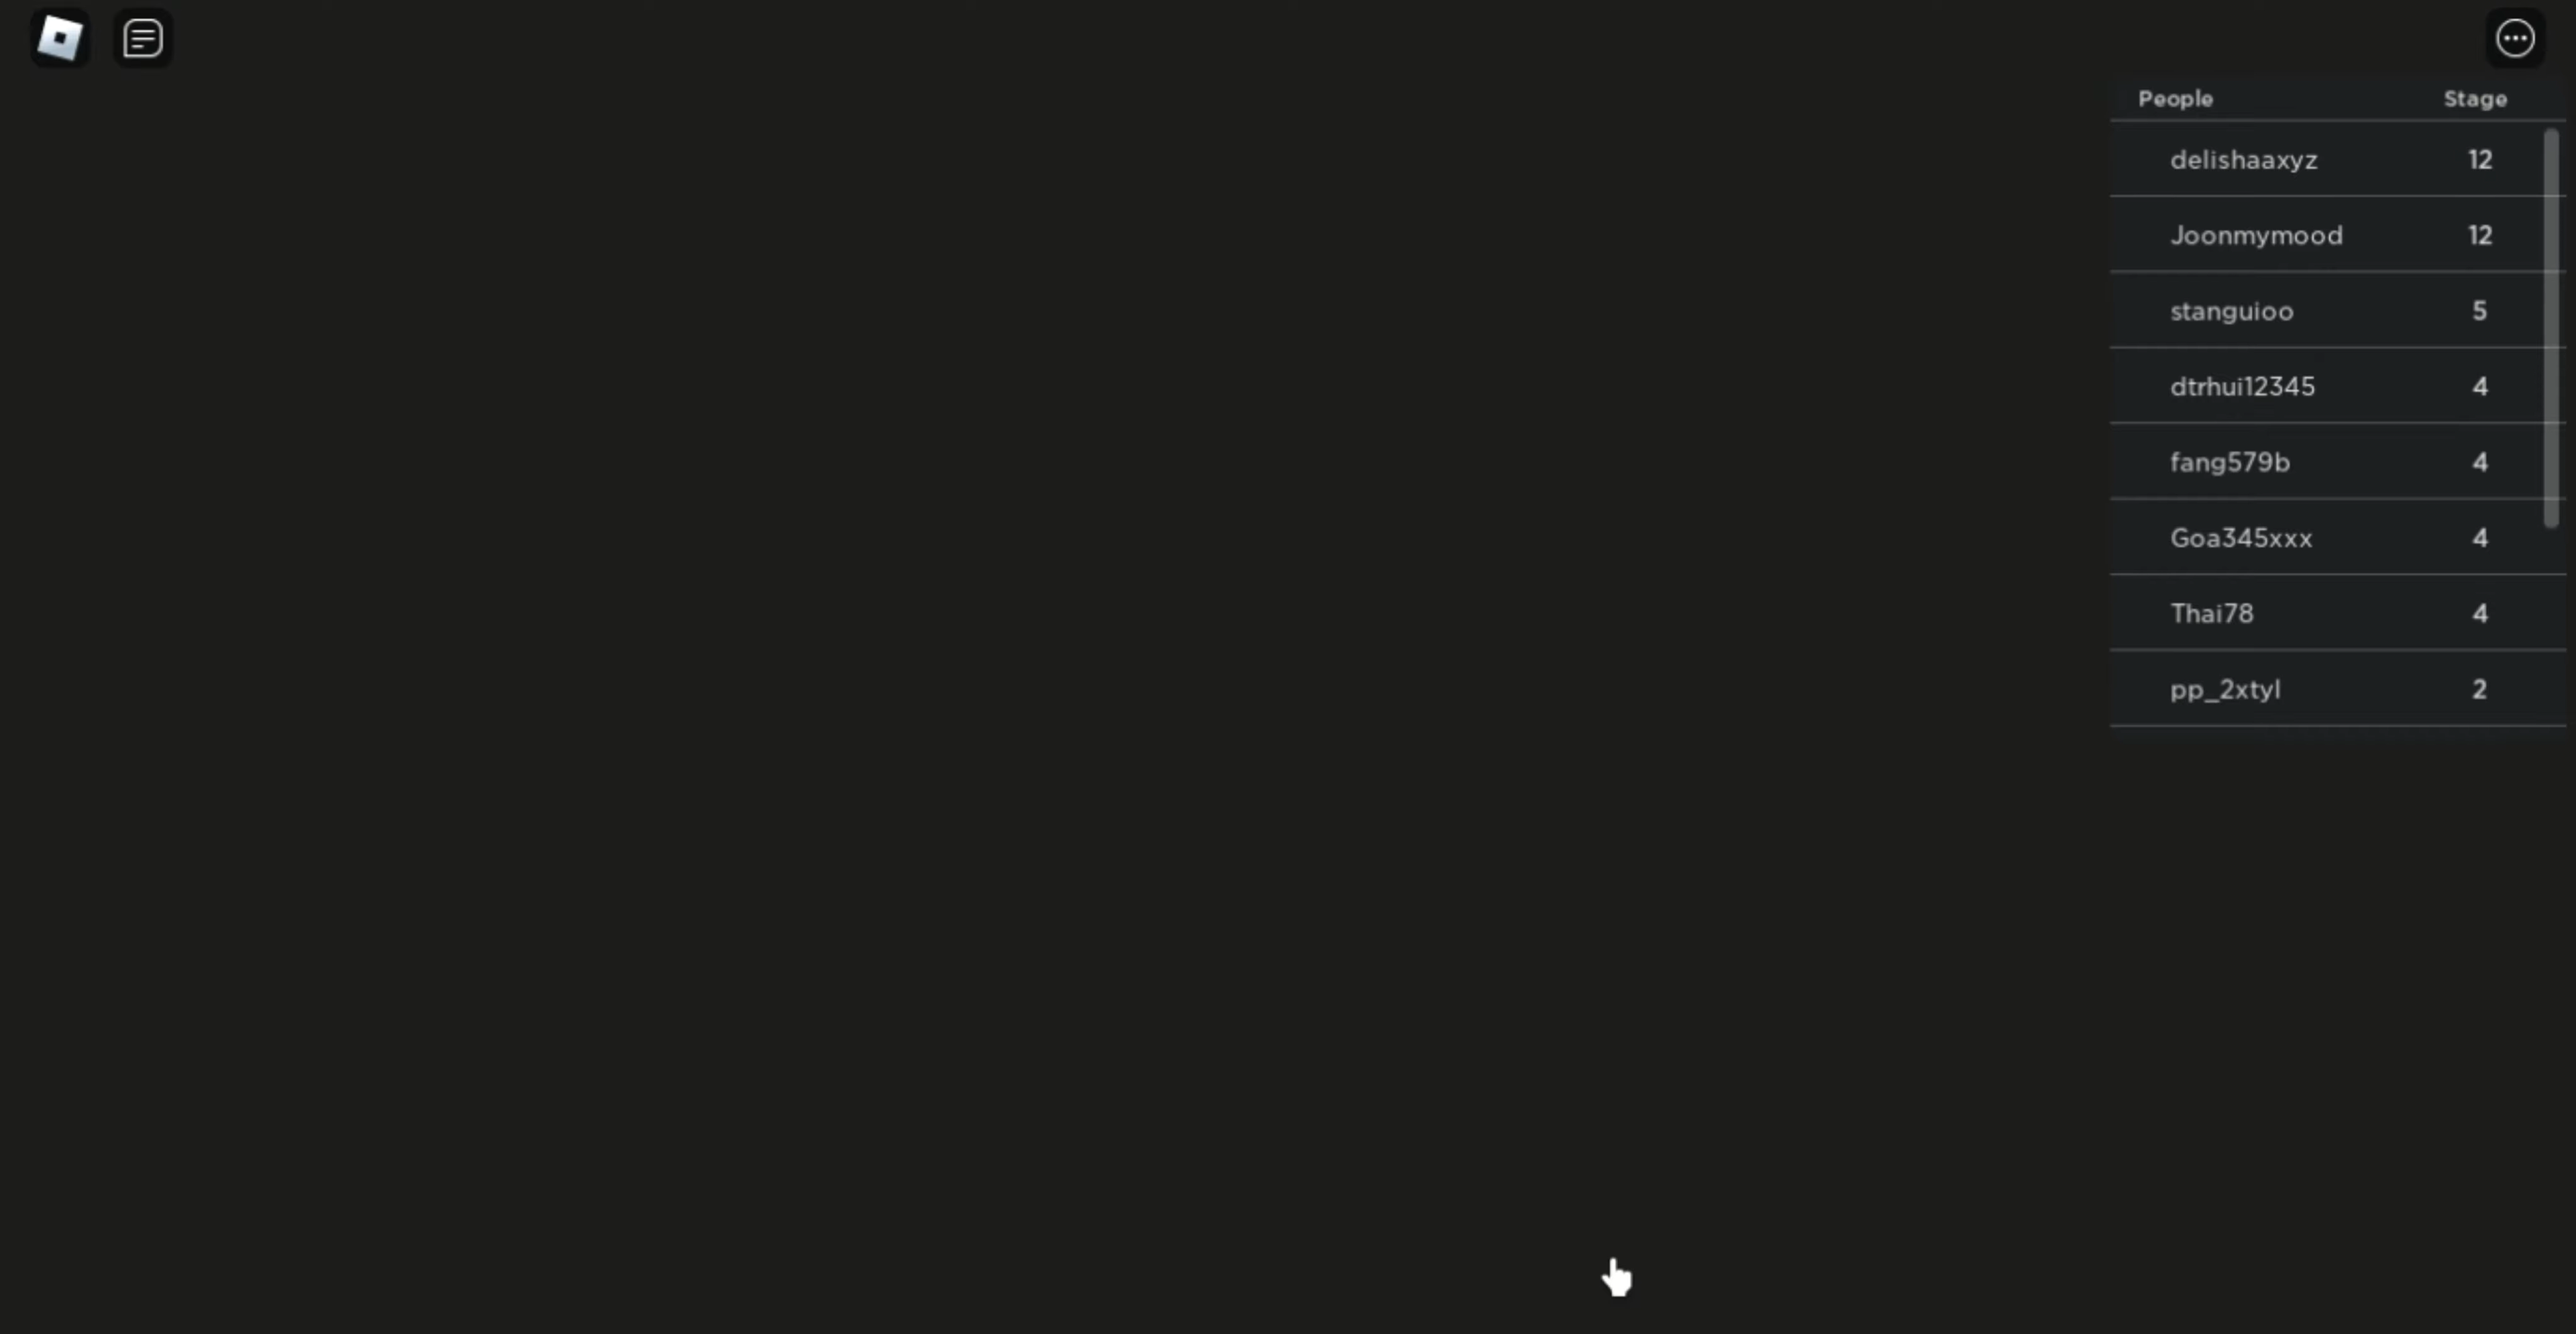 People Stage
delishaaxyz 12
Joonmymood 12
stanguioo 5
dtrhui12345 4
fang579b 4
Goa345xxx 4
Thai78 4
pp_2xtyl 2